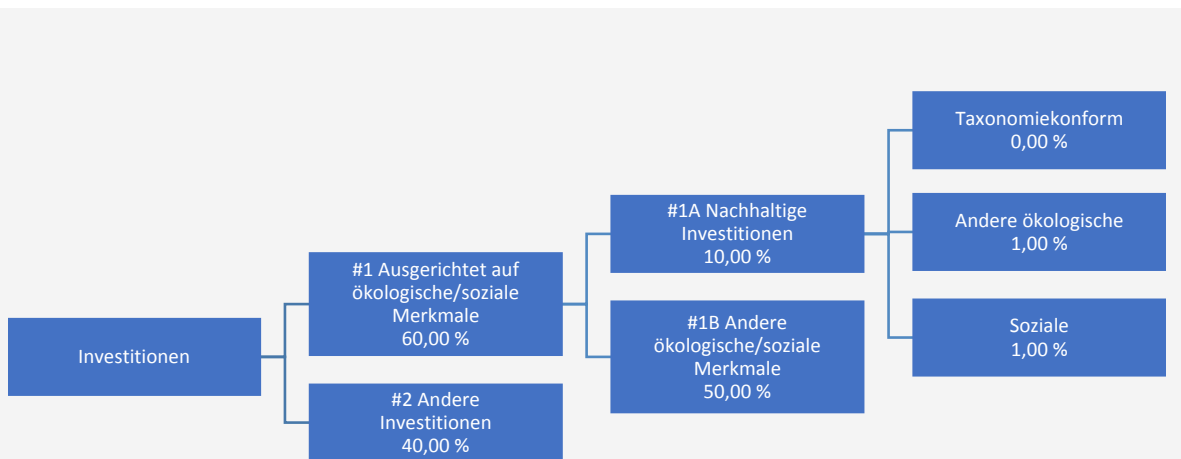 Investitionen
#1 Ausgerichtet auf
ökologische/soziale
Merkmale
60,00 %
#2 Andere
Investitionen
40,00 %
#1A Nachhaltige
Investitionen
10,00 %
#1B Andere
ökologische/soziale
Merkmale
50,00 %
Taxonomiekonform
0,00 %
Andere ökologische
1,00 %
Soziale
1,00 %